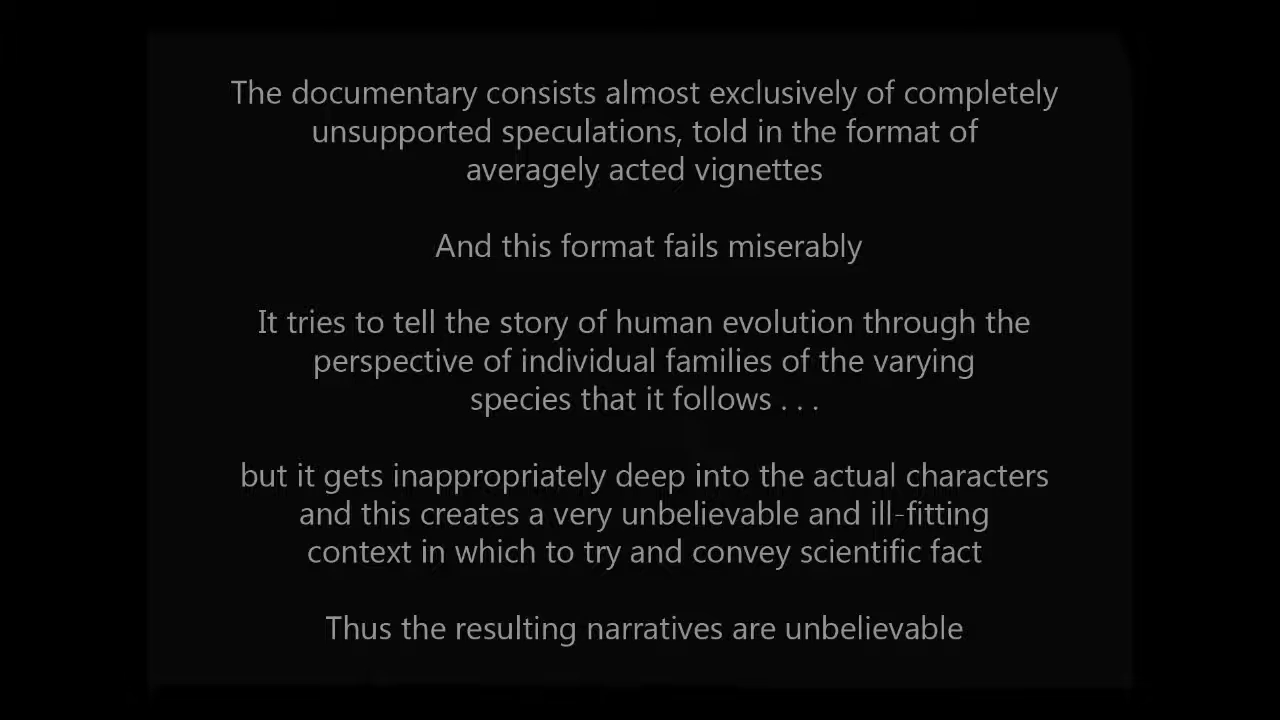 The documentary consists almost exclusively of completely
unsupported speculations, told in the format of
averagely acted vignettes
And this format fails miserably
It tries to tell the story of human evolution through the
perspective of individual families of the varying
species that it follows . . .
but it gets inappropriately deep into the actual characters
and this creates a very unbelievable and ill-fitting
context in which to try and convey scientific fact
Thus the resulting narratives are unbelievable